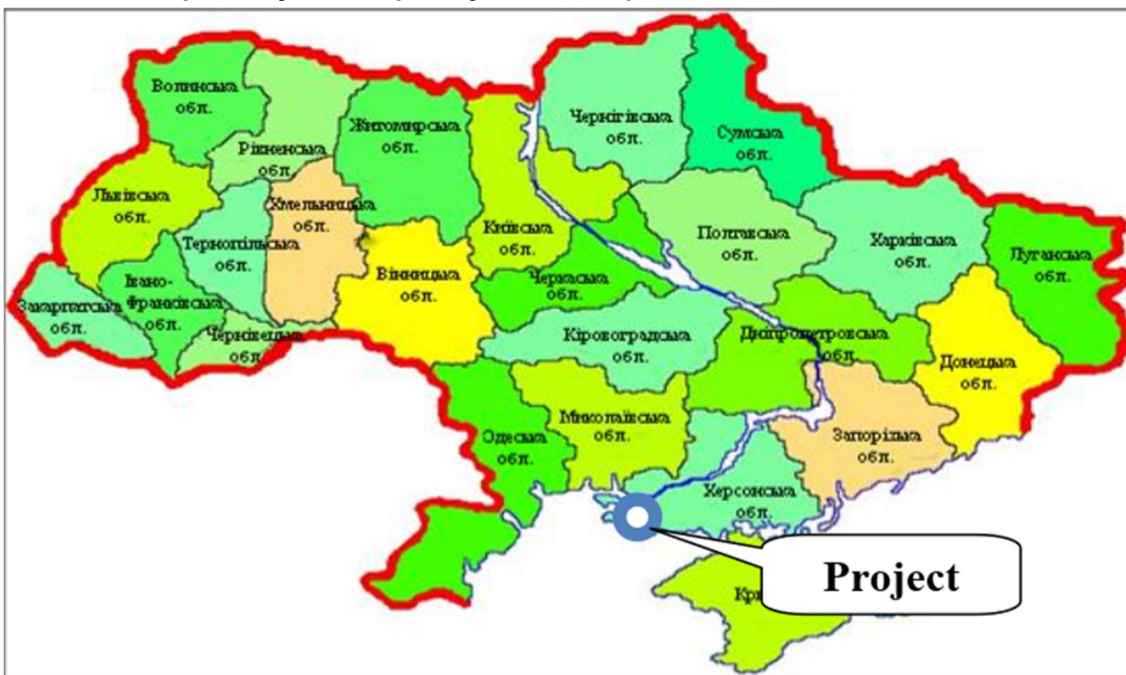 Волинська
обл.
Рівненська
обл.
Житомирська
обл.
Чернігівська
обл.
Сумська
обл.
Львівська
обл.
Хмельницька
обл.
Тернопільська
обл.
Київська
обл.
Полтавська
обл.
Харківська
обл.
Луганська
обл.
Закарпатська
обл.
Івано-
Франківська
обл.
Чернівецька
обл.
Вінницька
обл.
Черкаська
обл.
Кіровоградська
обл.
Дніпропетровська
обл.
Донецька
обл.
Одеська
обл.
Миколаївська
обл.
Запорізька
обл.
Херсонська
обл.
Project